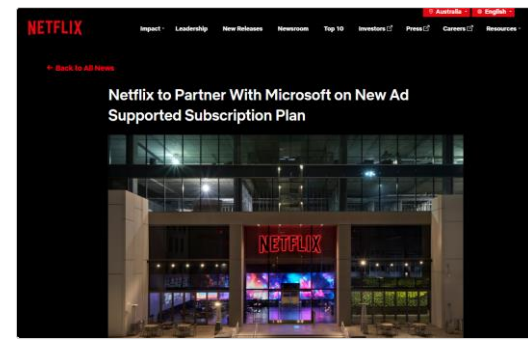 Australia English
NETFLIX Impact Leadership New Releases Newsroom Top 10 Investors Press Careers Resources
← Back to All News
Netflix to Partner With Microsoft on New Ad
Supported Subscription Plan
NETFLIX